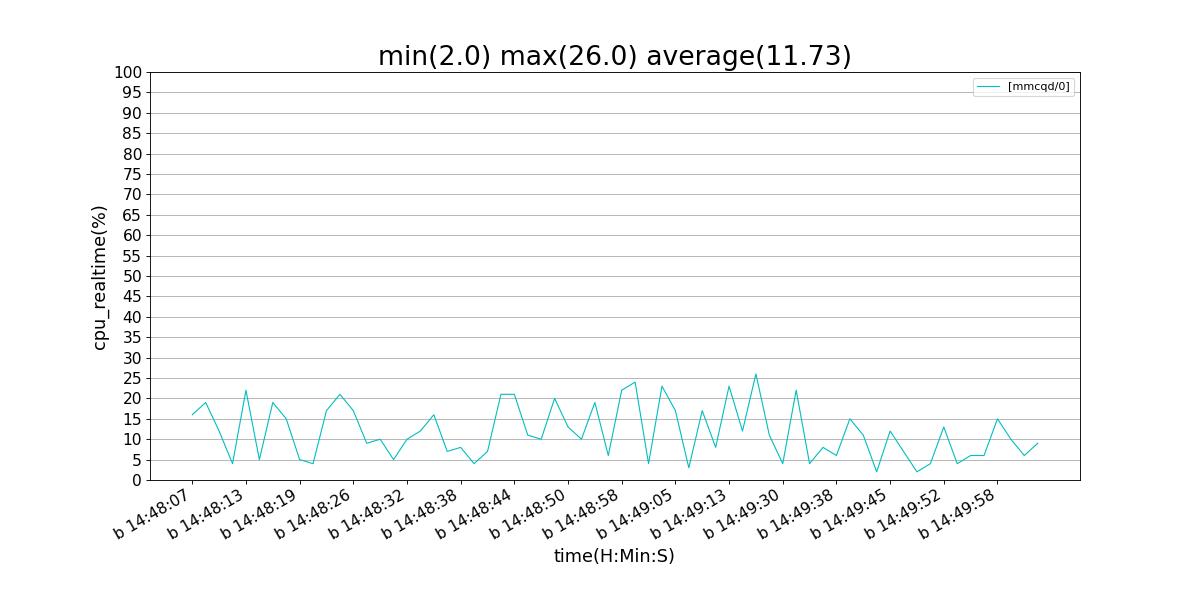 min(2.0) max(26.0) average(11.73)
[mmcqd/0]
cpu_realtime(%)
100
95
90
85
80
75
70
65
60
55
50
45
40
35
30
25
20
15
10
5
0
b 14:48:07
b 14:48:13
b 14:48:19
b 14:48:26
b 14:48:32
b 14:48:38
b 14:48:44
b 14:48:50
b 14:48:58
b 14:49:05
b 14:49:13
b 14:49:30
b 14:49:38
b 14:49:45
b 14:49:52
b 14:49:58
time(H:Min:S)